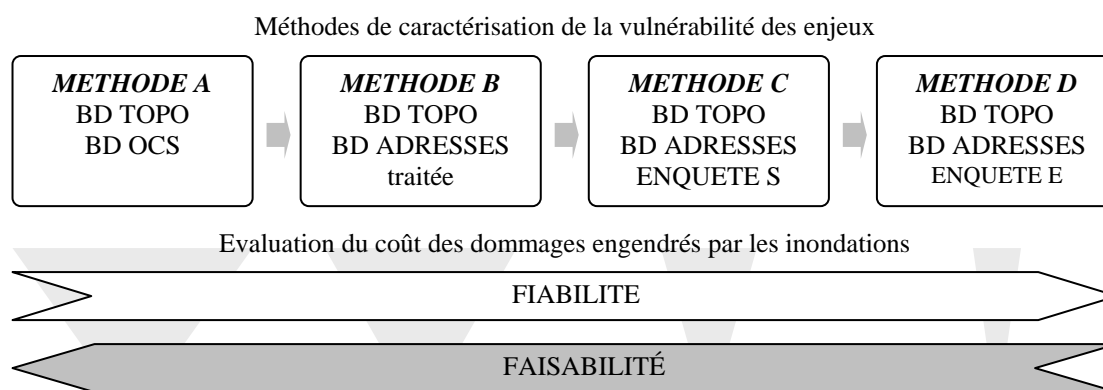 Méthodes de caractérisation de la vulnérabilité des enjeux
METHODE A
BD TOPO
BD OCS
METHODE B
BD TOPO
BD ADRESSES
traitée
METHODE C
BD TOPO
BD ADRESSES
ENQUETE S
METHODE D
BD TOPO
BD ADRESSES
ENQUETE E
Evaluation du coût des dommages engendrés par les inondations
FIABILITE
FAISABILITÉ